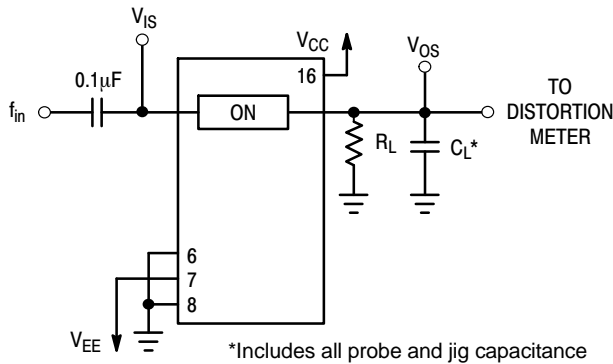 V_IS
V_CC
V_OS
16
0.1μF
f_in
ON
R_L
C_L*
TO
DISTORTION
METER
6
7
8
V_EE
*Includes all probe and jig capacitance